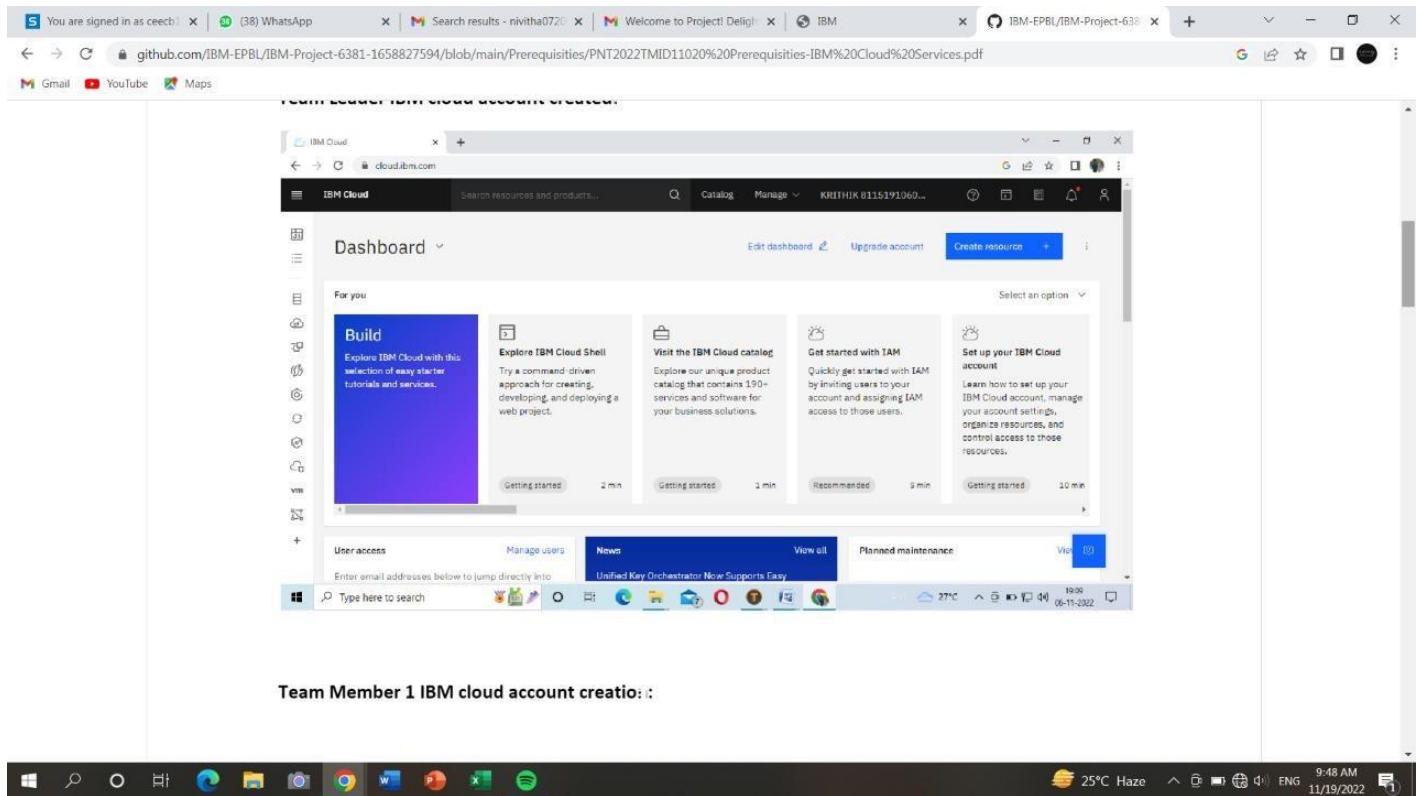 You are signed in as ceecb1
(38) WhatsApp
Search results - nivitha0720
Welcome to Project! Deligh
IBM
IBM-EPBL/IBM-Project-638
github.com/IBM-EPBL/IBM-Project-6381-1658827594/blob/main/Prerequisities/PNT2022TMID11020%20Prerequisities-IBM%20Cloud%20Services.pdf
Gmail YouTube Maps
Team Leader IBM cloud account created:
IBM Cloud
cloud.ibm.com
IBM Cloud Search resources and products... Catalog Manage KRITHIK 8115191060...
Dashboard Edit dashboard Upgrade account Create resource +
For you Select an option
Build
Explore IBM Cloud with this
selection of easy starter
tutorials and services.
Explore IBM Cloud Shell
Try a command-driven
approach for creating,
developing, and deploying a
web project.
Getting started 2 min
Visit the IBM Cloud catalog
Explore our unique product
catalog that contains 190+
services and software for
your business solutions.
Getting started 1 min
Get started with IAM
Quickly get started with IAM
by inviting users to your
account and assigning IAM
access to those users.
Recommended 5 min
Set up your IBM Cloud
account
Learn how to set up your
IBM Cloud account, manage
your account settings,
organize resources, and
control access to those
resources.
Getting started 10 min
vm
User access Manage users
Enter email addresses below to jump directly into
News View all
Unified Key Orchestrator Now Supports Easy
Planned maintenance
Type here to search
27°C
19:09
06-11-2022
Team Member 1 IBM cloud account creatio
25°C Haze
ENG
9:48 AM
11/19/2022